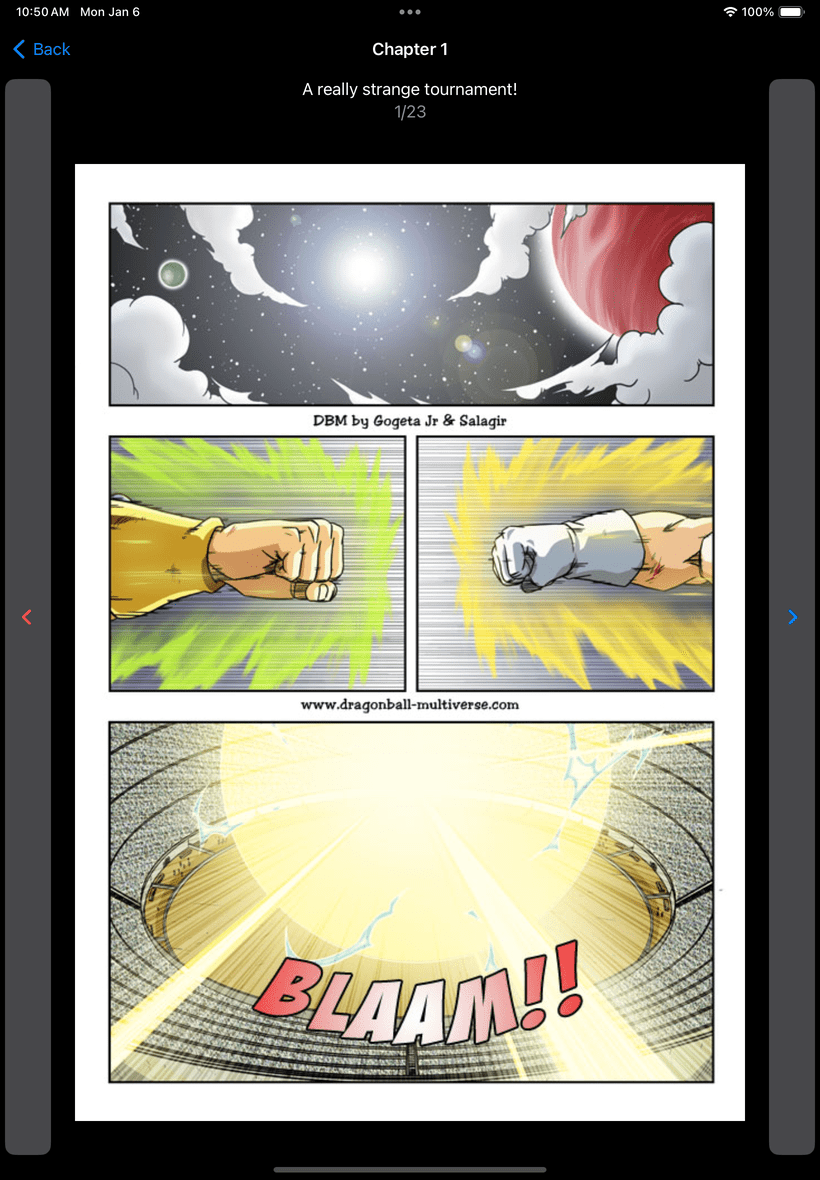 10:50 AM Mon Jan 6
100%
Back
Chapter 1
A really strange tournament!
1/23
DBM by Gogeta Jr & Salagir
www.dragonball-multiverse.com
BLAAM!!